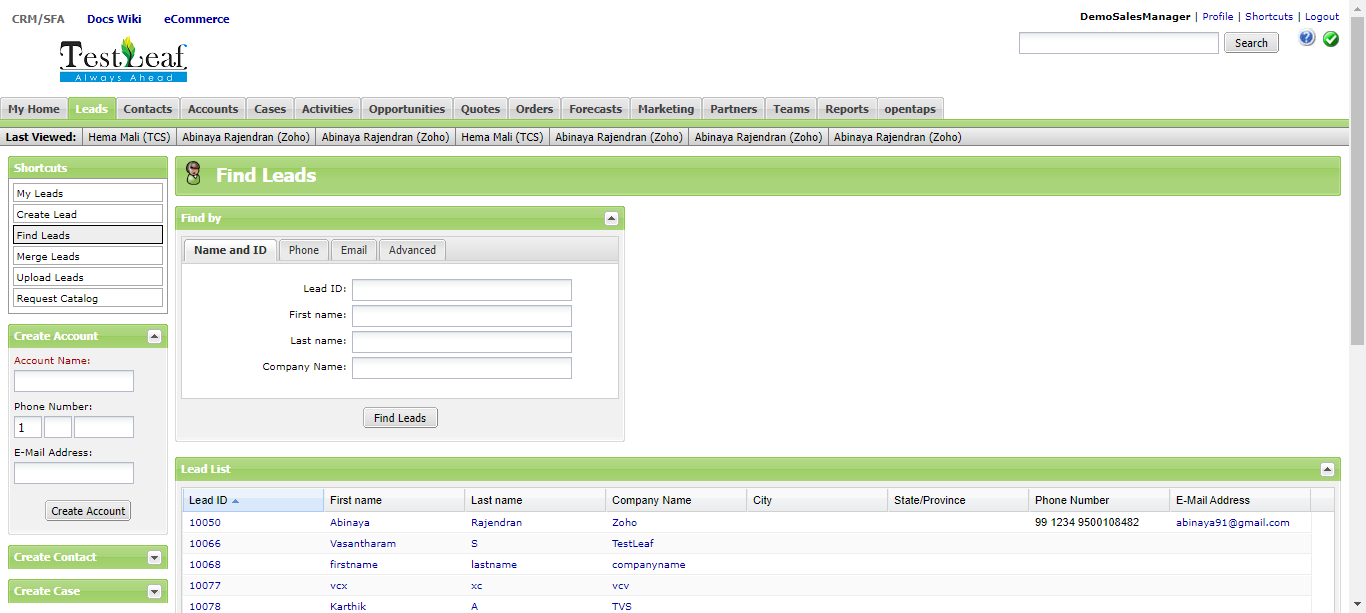 CRM/SFA Docs Wiki eCommerce
DemoSalesManager | Profile | Shortcuts | Logout
TestLeaf
Always Ahead
Search
My Home Leads Contacts Accounts Cases Activities Opportunities Quotes Orders Forecasts Marketing Partners Teams Reports opentaps
Last Viewed: Hema Mali (TCS) Abinaya Rajendran (Zoho) Abinaya Rajendran (Zoho) Hema Mali (TCS) Abinaya Rajendran (Zoho) Abinaya Rajendran (Zoho) Abinaya Rajendran (Zoho)
Shortcuts
My Leads
Create Lead
Find Leads
Merge Leads
Upload Leads
Request Catalog
Create Account
Account Name:
Phone Number:
1
E-Mail Address:
Create Account
Create Contact
Create Case
Find Leads
Find by
Name and ID Phone Email Advanced
Lead ID:
First name:
Last name:
Company Name:
Find Leads
Lead List
Lead ID First name Last name Company Name City State/Province Phone Number E-Mail Address
10050 Abinaya Rajendran Zoho 99 1234 9500108482 abinaya91@gmail.com
10066 Vasantharam S TestLeaf
10068 firstname lastname companyname
10077 vcx xc vcv
10078 Karthik A TVS